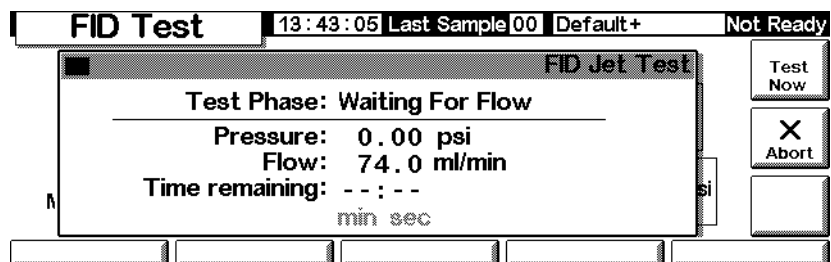 FID Test 13:43:05 Last Sample 00 Default+ Not Ready
FID Jet Test
Test Now
Test Phase: Waiting For Flow
Pressure: 0.00 psi
Flow: 74.0 ml/min
Time remaining: --:--
min sec
X Abort
si